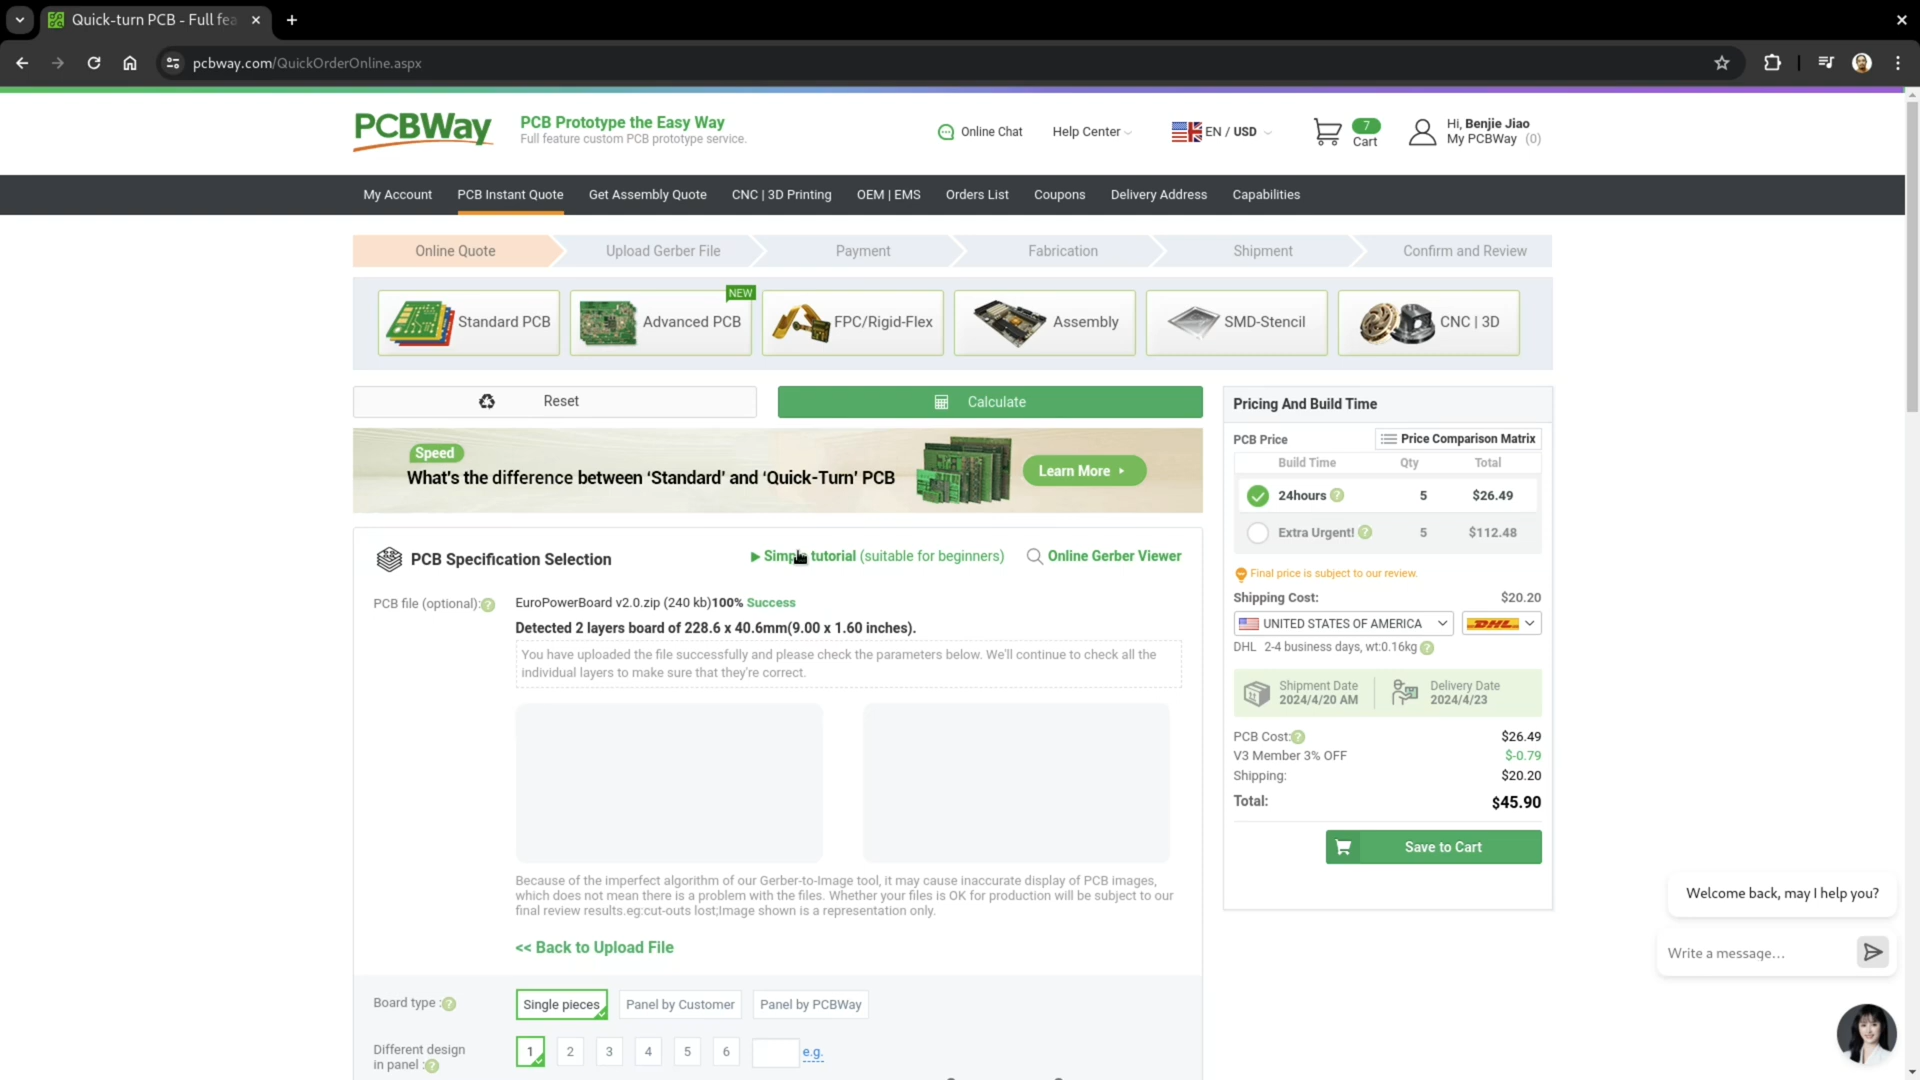 Quick-turn PCB - Full fea
pcbway.com/QuickOrderOnline.aspx
PCBWay
PCB Prototype the Easy Way
Full feature custom PCB prototype service.
Online Chat
Help Center
EN / USD
7
Cart
Hi, Benjie Jiao
My PCBWay (0)
My Account
PCB Instant Quote
Get Assembly Quote
CNC | 3D Printing
OEM | EMS
Orders List
Coupons
Delivery Address
Capabilities
Online Quote
Upload Gerber File
Payment
Fabrication
Shipment
Confirm and Review
Standard PCB
NEW
Advanced PCB
FPC/Rigid-Flex
Assembly
SMD-Stencil
CNC | 3D
Reset
Calculate
Speed
What's the difference between ‘Standard’ and ‘Quick-Turn’ PCB
Learn More
PCB Specification Selection
Simple tutorial (suitable for beginners)
Online Gerber Viewer
PCB file (optional):?
EuroPowerBoard v2.0.zip (240 kb)100% Success
Detected 2 layers board of 228.6 x 40.6mm(9.00 x 1.60 inches).
You have uploaded the file successfully and please check the parameters below. We'll continue to check all the
individual layers to make sure that they're correct.
Because of the imperfect algorithm of our Gerber-to-Image tool, it may cause inaccurate display of PCB images,
which does not mean there is a problem with the files. Whether your files is OK for production will be subject to our
final review results.eg:cut-outs lost;Image shown is a representation only.
<< Back to Upload File
Board type :?
Single pieces
Panel by Customer
Panel by PCBWay
Different design
in panel :?
1
2
3
4
5
6
e.g.
Pricing And Build Time
PCB Price
Price Comparison Matrix
Build Time Qty Total
24hours ? 5 $26.49
Extra Urgent! ? 5 $112.48
Final price is subject to our review.
Shipping Cost: $20.20
UNITED STATES OF AMERICA
DHL
DHL 2-4 business days, wt:0.16kg ?
Shipment Date
2024/4/20 AM
Delivery Date
2024/4/23
PCB Cost:? $26.49
V3 Member 3% OFF $-0.79
Shipping: $20.20
Total: $45.90
Save to Cart
Welcome back, may I help you?
Write a message...